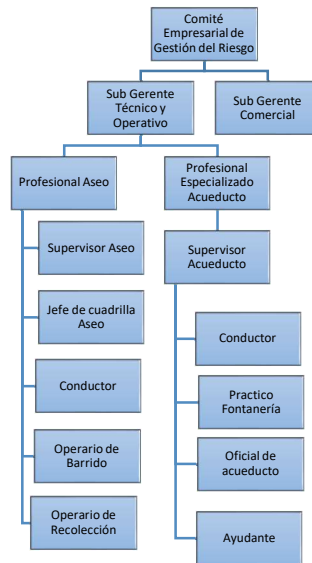 Comité
Empresarial de
Gestión del Riesgo
Sub Gerente
Técnico y
Operativo
Sub Gerente
Comercial
Profesional Aseo
Profesional
Especializado
Acueducto
Supervisor Aseo
Jefe de cuadrilla
Aseo
Conductor
Operario de
Barrido
Operario de
Recolección
Supervisor
Acueducto
Conductor
Practico
Fontanería
Oficial de
acueducto
Ayudante